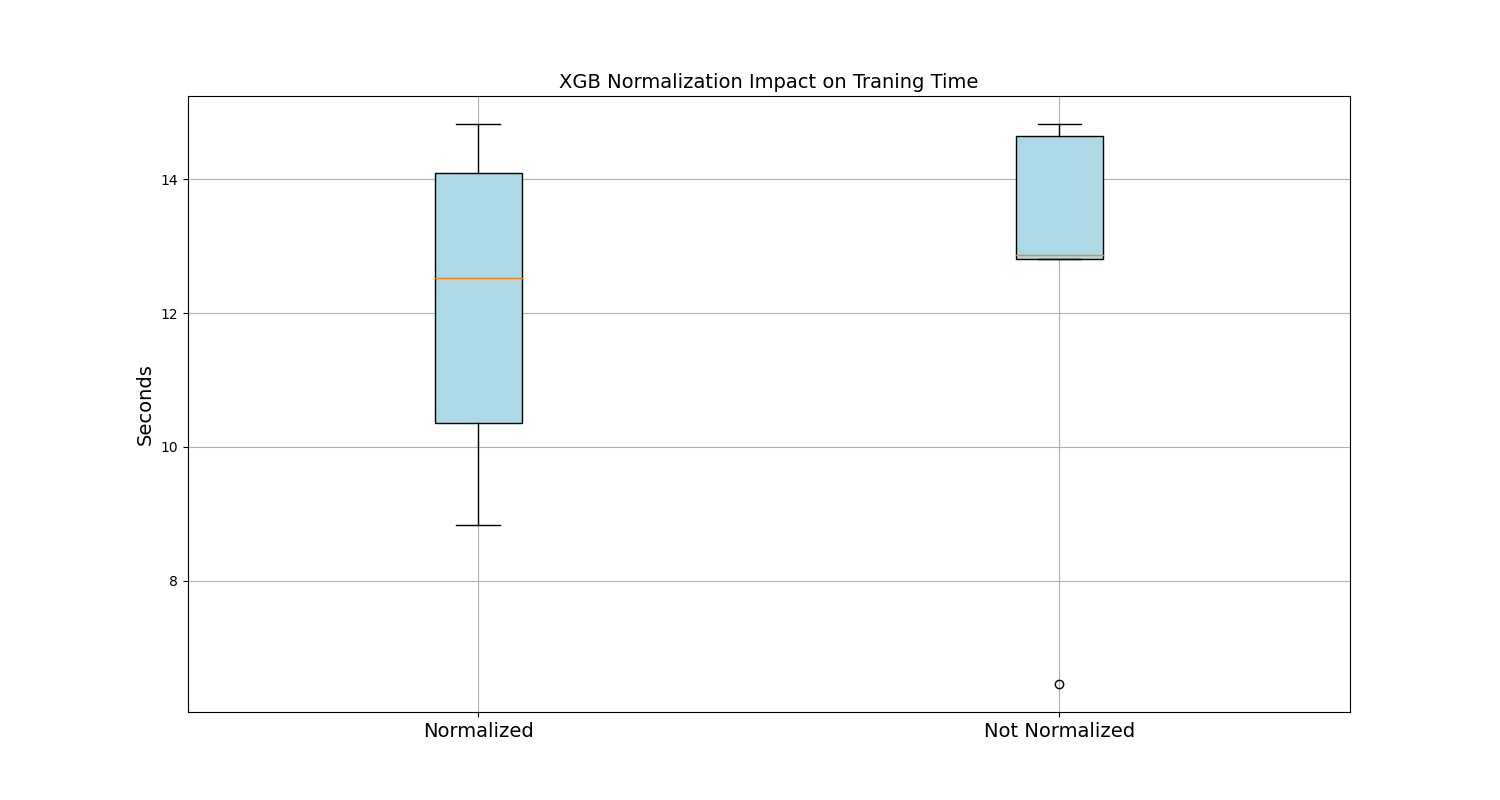 XGB Normalization Impact on Traning Time
14
12
10
8
Seconds
Normalized
Not Normalized